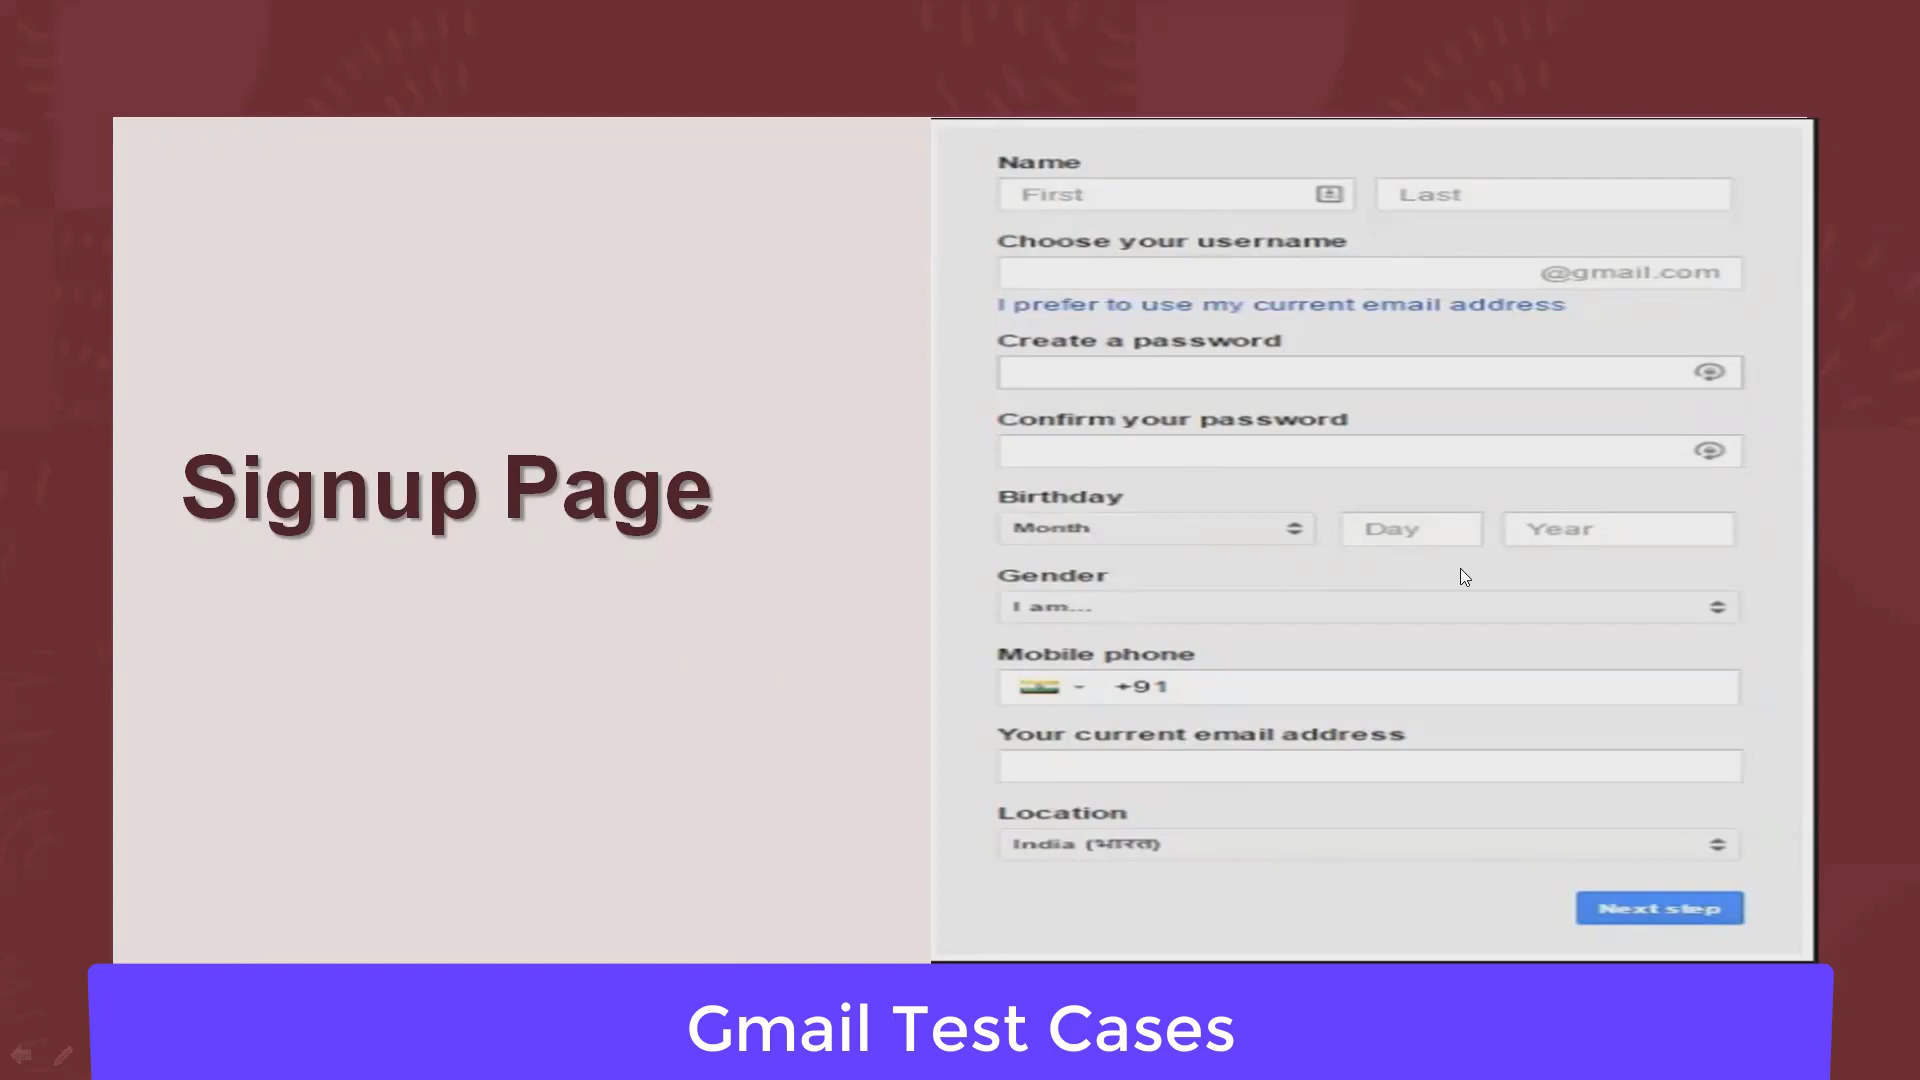 Signup Page
Name
First
Last
Choose your username
@gmail.com
I prefer to use my current email address
Create a password
Confirm your password
Birthday
Month
Day
Year
Gender
I am...
Mobile phone
+91
Your current email address
Location
India (भारत)
Next step
Gmail Test Cases